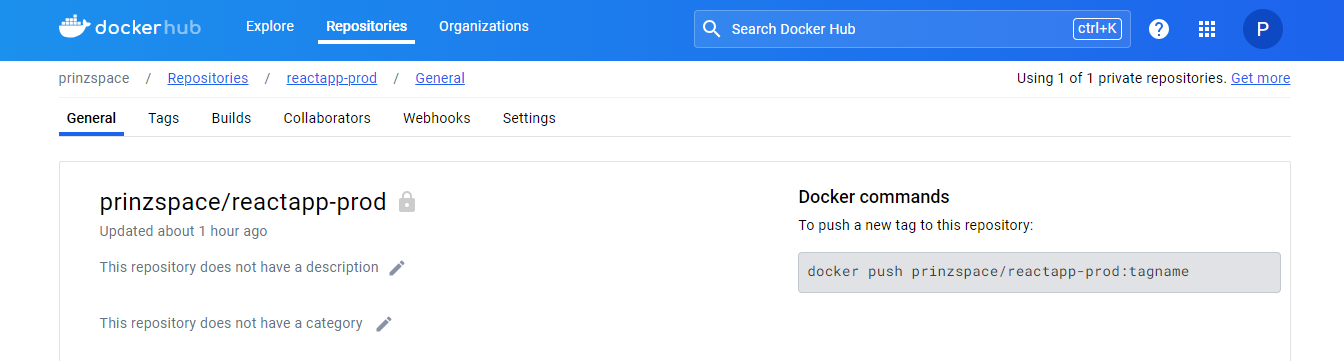 dockerhub Explore Repositories Organizations Search Docker Hub ctrl+K P
prinzspace / Repositories / reactapp-prod / General Using 1 of 1 private repositories. Get more
General Tags Builds Collaborators Webhooks Settings
prinzspace/reactapp-prod
Updated about 1 hour ago
This repository does not have a description
This repository does not have a category
Docker commands
To push a new tag to this repository:
docker push prinzspace/reactapp-prod:tagname